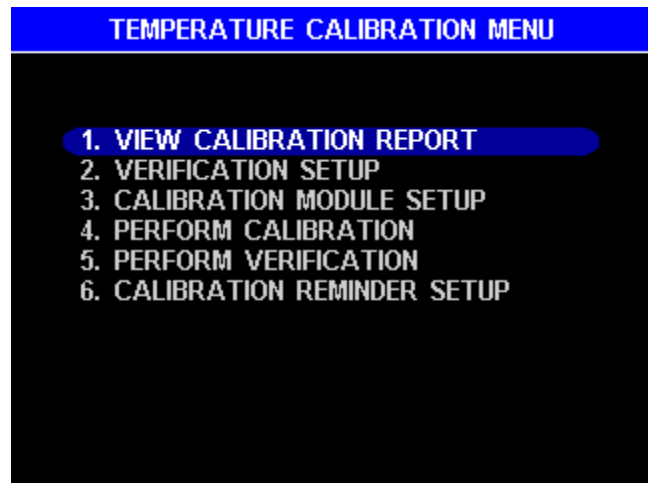 TEMPERATURE CALIBRATION MENU
1. VIEW CALIBRATION REPORT
2. VERIFICATION SETUP
3. CALIBRATION MODULE SETUP
4. PERFORM CALIBRATION
5. PERFORM VERIFICATION
6. CALIBRATION REMINDER SETUP